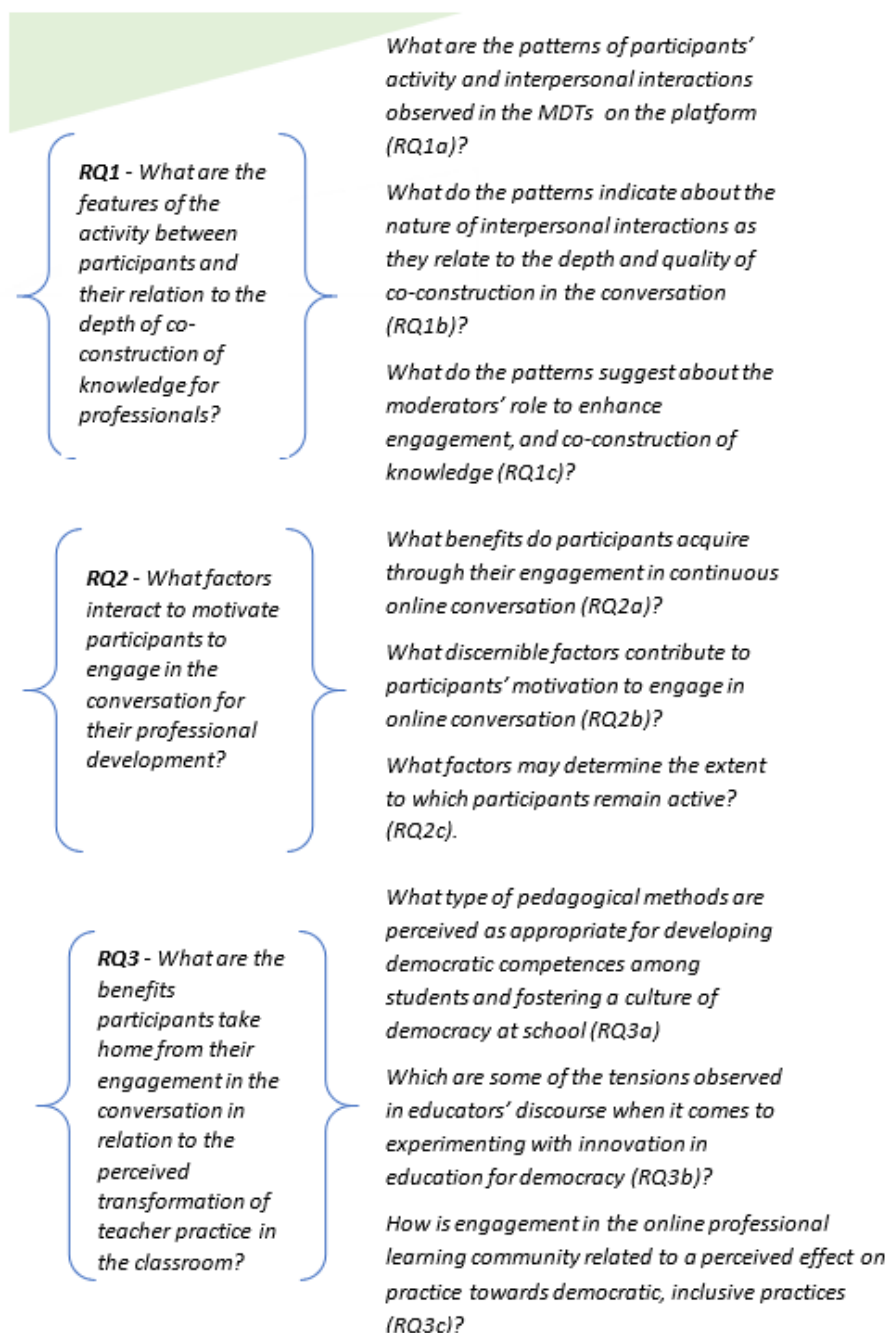 RQ1 - What are the
features of the
activity between
participants and
their relation to the
depth of co-
construction of
knowledge for
professionals?
What are the patterns of participants’
activity and interpersonal interactions
observed in the MDTs on the platform
(RQ1a)?
What do the patterns indicate about the
nature of interpersonal interactions as
they relate to the depth and quality of
co-construction in the conversation
(RQ1b)?
What do the patterns suggest about the
moderators’ role to enhance
engagement, and co-construction of
knowledge (RQ1c)?
RQ2 - What factors
interact to motivate
participants to
engage in the
conversation for
their professional
development?
What benefits do participants acquire
through their engagement in continuous
online conversation (RQ2a)?
What discernible factors contribute to
participants’ motivation to engage in
online conversation (RQ2b)?
What factors may determine the extent
to which participants remain active?
(RQ2c).
RQ3 - What are the
benefits
participants take
home from their
engagement in the
conversation in
relation to the
perceived
transformation of
teacher practice in
the classroom?
What type of pedagogical methods are
perceived as appropriate for developing
democratic competences among
students and fostering a culture of
democracy at school (RQ3a)
Which are some of the tensions observed
in educators’ discourse when it comes to
experimenting with innovation in
education for democracy (RQ3b)?
How is engagement in the online professional
learning community related to a perceived effect on
practice towards democratic, inclusive practices
(RQ3c)?